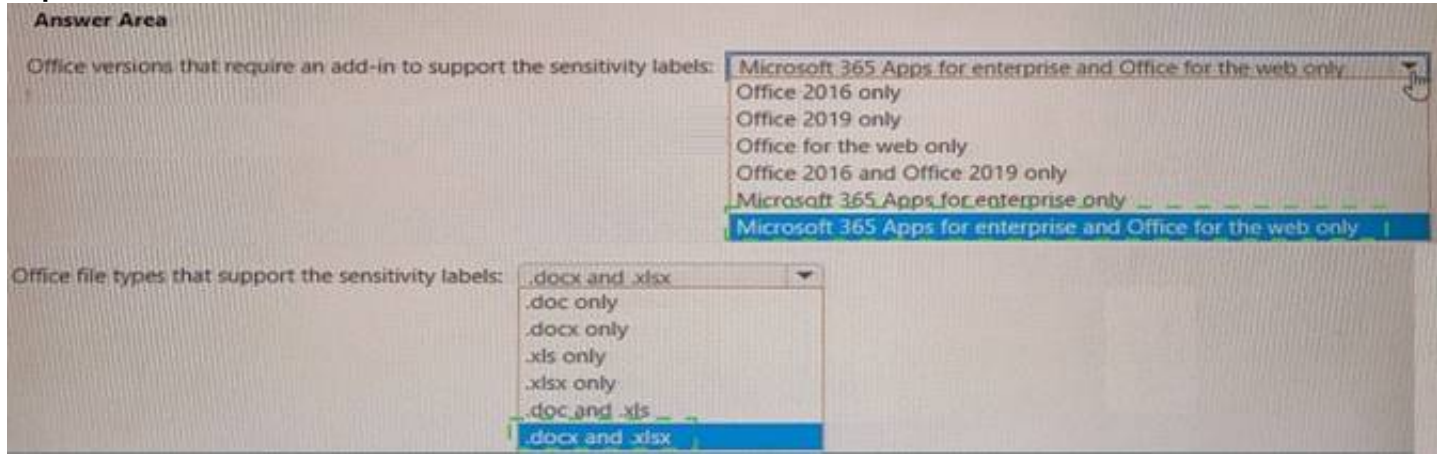 Answer Area
Office versions that require an add-in to support the sensitivity labels: Microsoft 365 Apps for enterprise and Office for the web only
Office 2016 only
Office 2019 only
Office for the web only
Office 2016 and Office 2019 only
Microsoft 365 Apps for enterprise only
Microsoft 365 Apps for enterprise and Office for the web only
Office file types that support the sensitivity labels: .docx and .xlsx
.doc only
.docx only
.xls only
.xlsx only
.doc and .xls
.docx and .xlsx